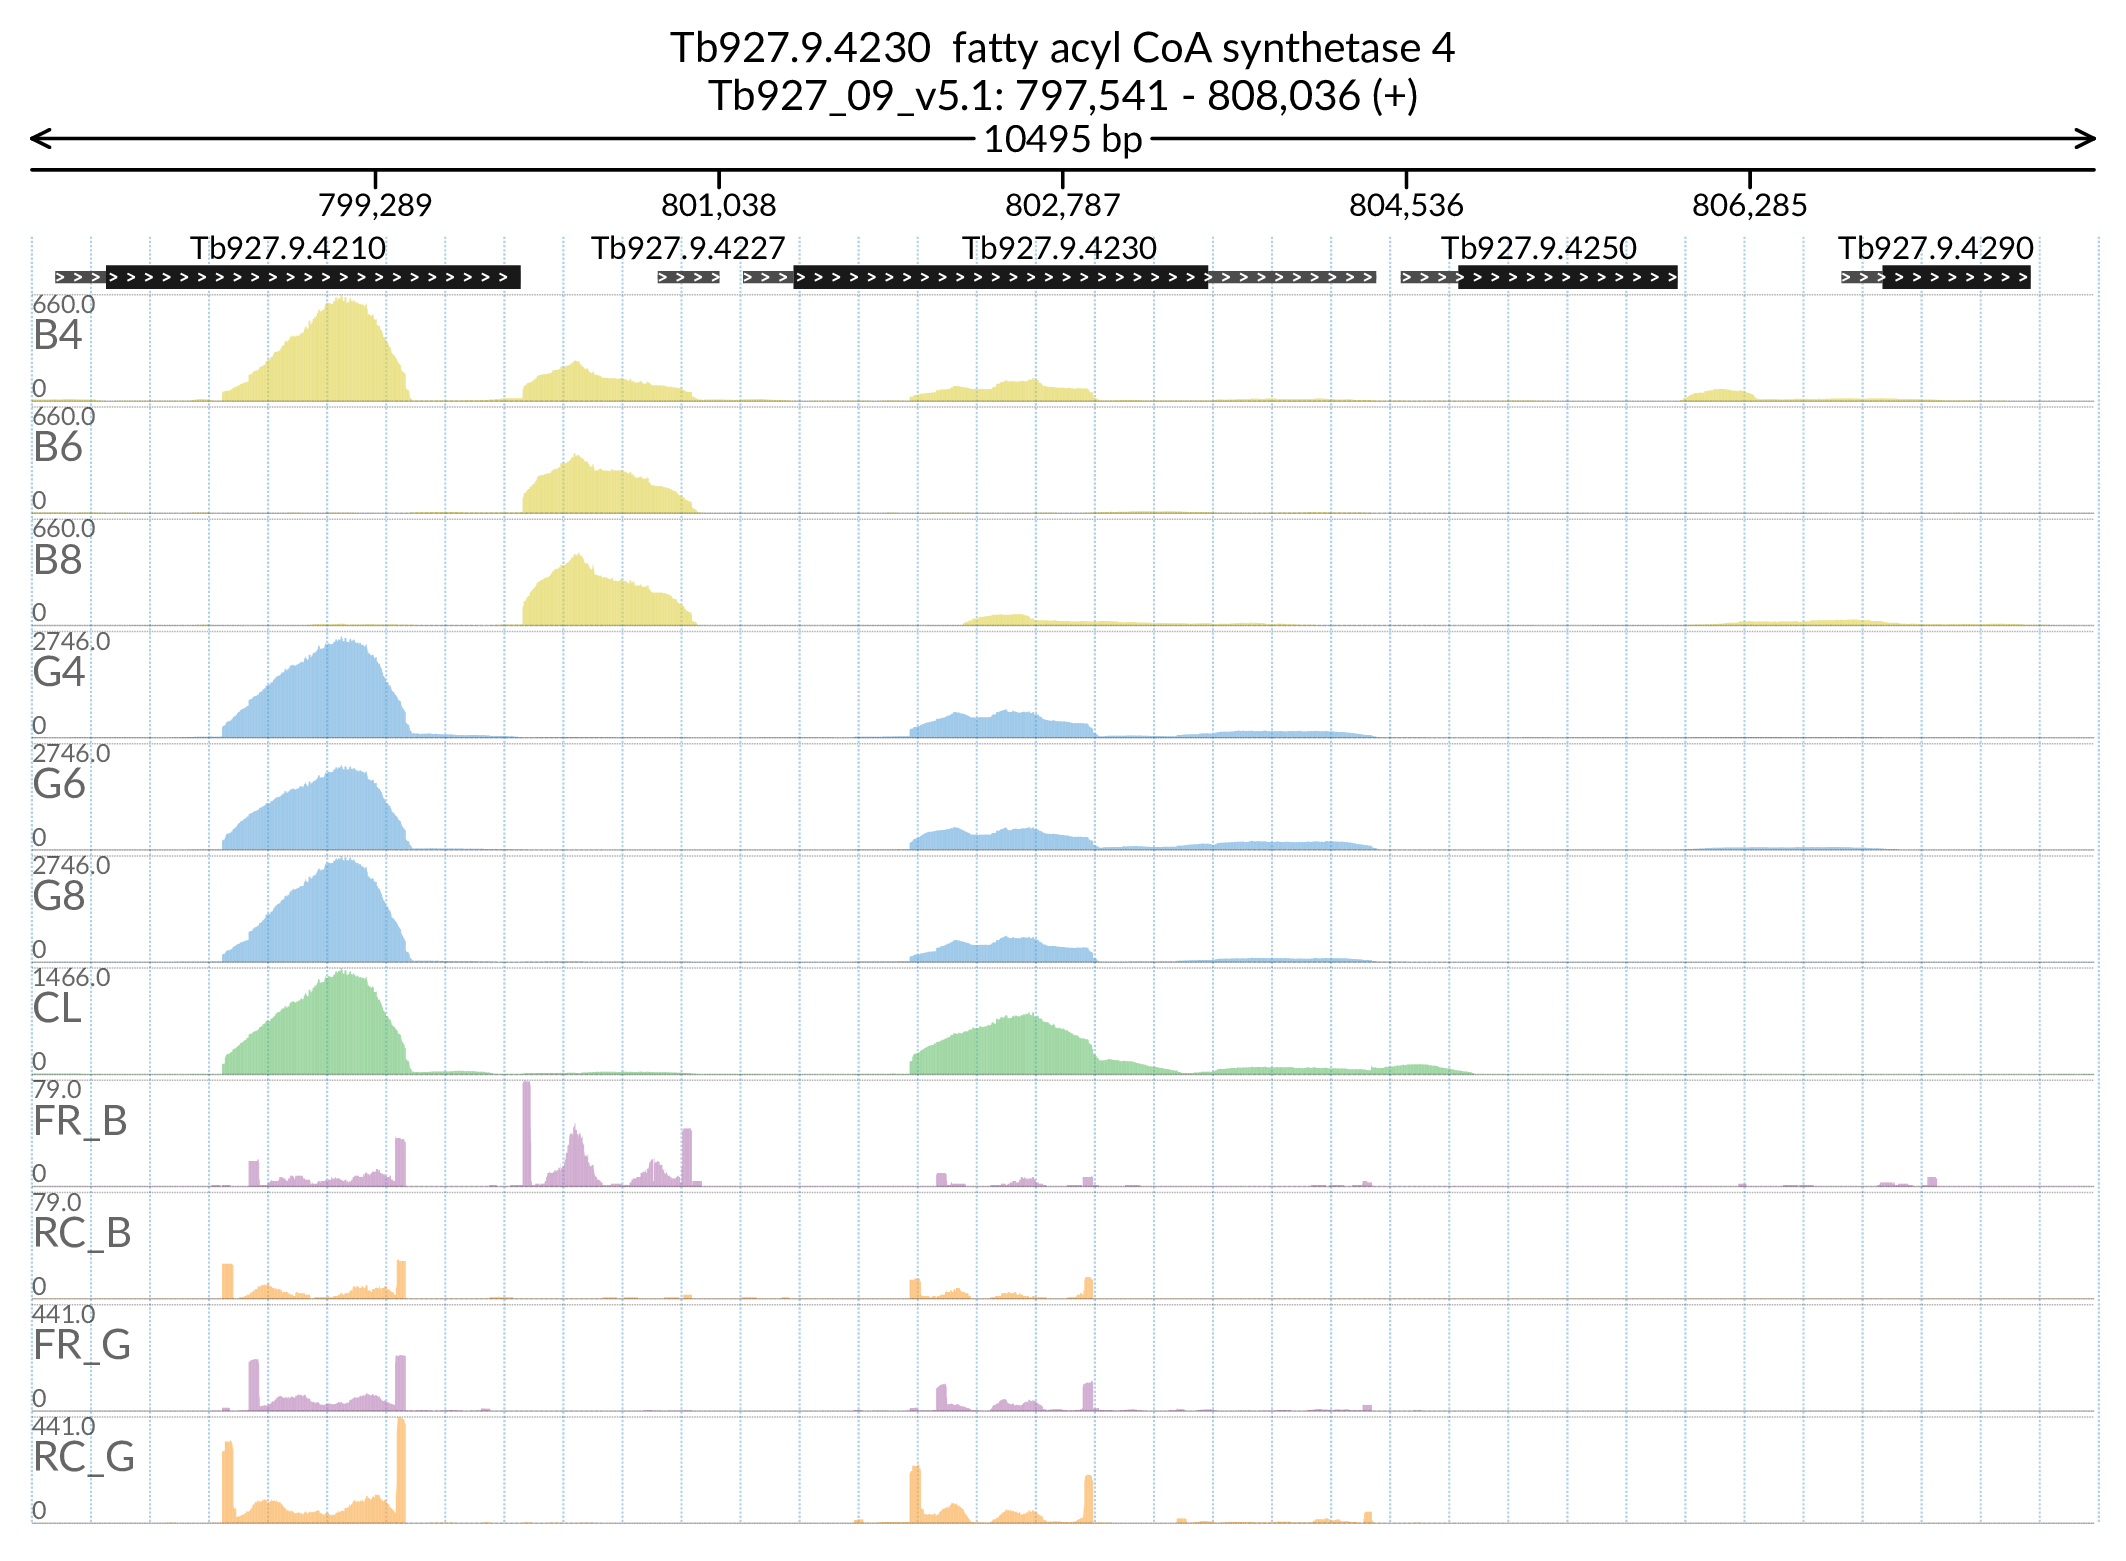 Tb927.9.4230  fatty acyl CoA synthetase 4
Tb927_09_v5.1: 797,541 - 808,036 (+)
10495 bp
799,289 801,038 802,787 804,536 806,285
Tb927.9.4210 Tb927.9.4227 Tb927.9.4230 Tb927.9.4250 Tb927.9.4290
660.0
B4
0
660.0
B6
0
660.0
B8
0
2746.0
G4
0
2746.0
G6
0
2746.0
G8
0
1466.0
CL
0
79.0
FR_B
0
79.0
RC_B
0
441.0
FR_G
0
441.0
RC_G
0